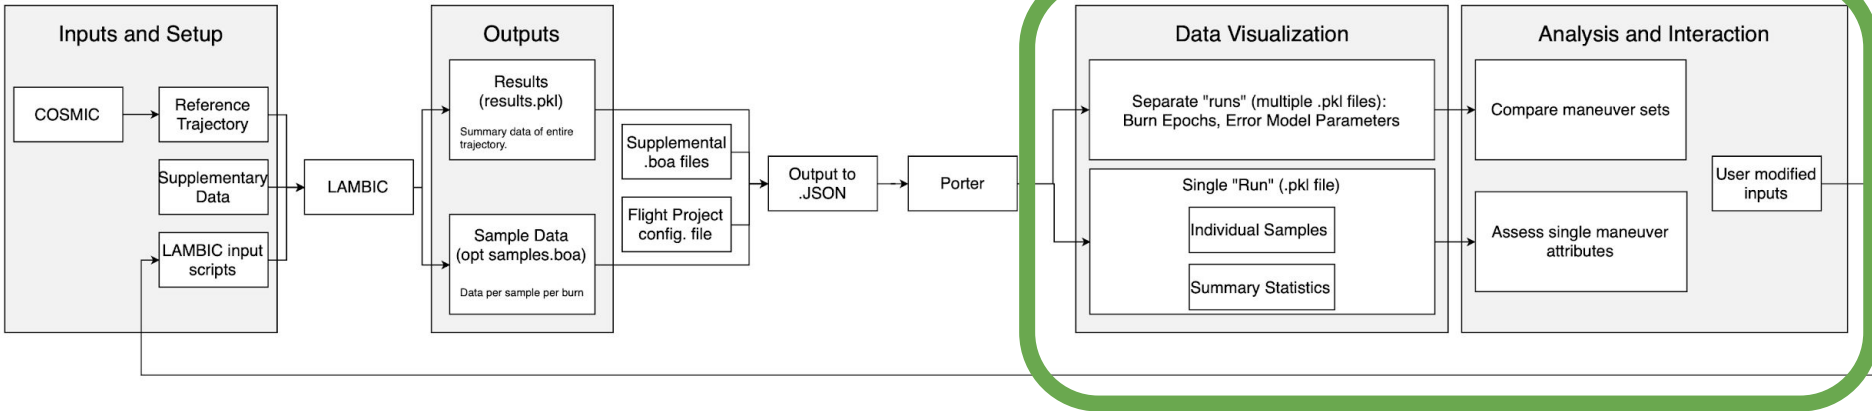 Inputs and Setup
COSMIC
Reference
Trajectory
Supplementary
Data
LAMBIC input
scripts
LAMBIC
Outputs
Results
(results.pkl)
Summary data of entire
trajectory.
Sample Data
(opt samples.boa)
Data per sample per burn
Supplemental
.boa files
Flight Project
config. file
Output to
.JSON
Porter
Data Visualization
Separate "runs" (multiple .pkl files):
Burn Epochs, Error Model Parameters
Single "Run" (.pkl file)
Individual Samples
Summary Statistics
Analysis and Interaction
Compare maneuver sets
Assess single maneuver
attributes
User modified
inputs